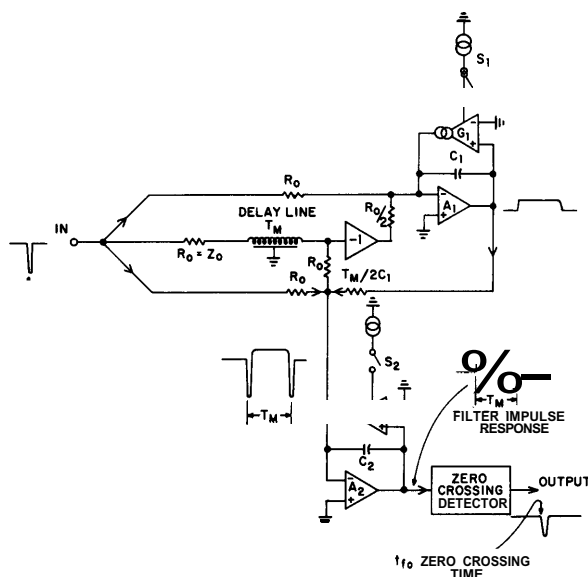 S1
G1
C1
R0
R0/2
A1
DELAY LINE
TM
IN
-1
R0 = Z0
R0
R0
TM/2C1
S2
TM
TM
FILTER IMPULSE
RESPONSE
C2
A2
ZERO
CROSSING
DETECTOR
OUTPUT
tfo ZERO CROSSING
TIME